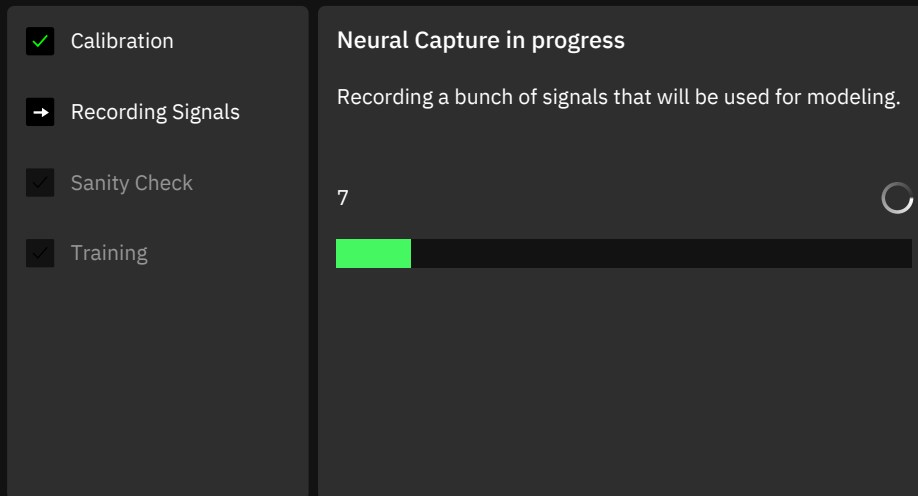 Calibration
Recording Signals
Sanity Check
Training
Neural Capture in progress
Recording a bunch of signals that will be used for modeling.
7